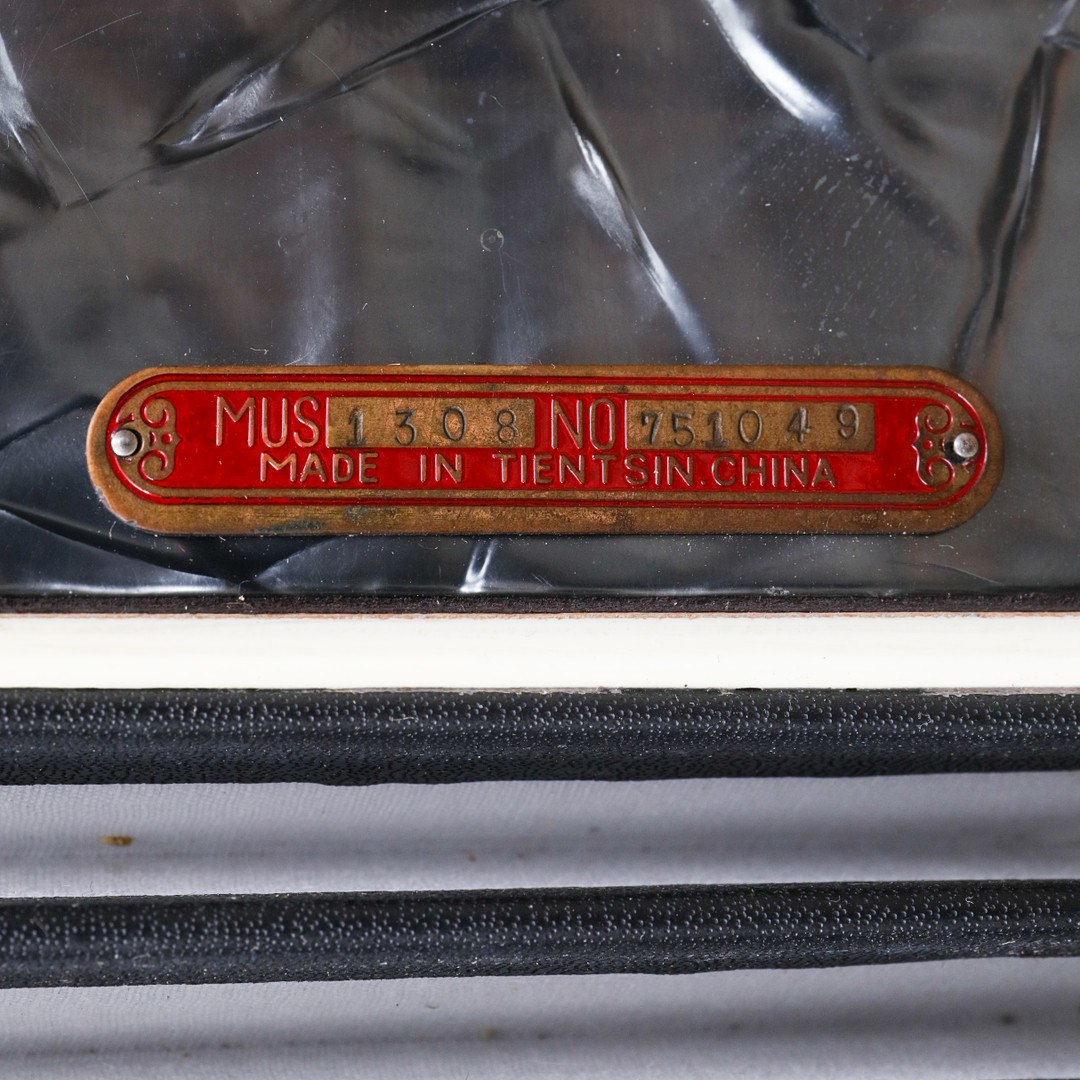 MUS 1308 NO 751049
MADE IN TIENTSIN.CHINA